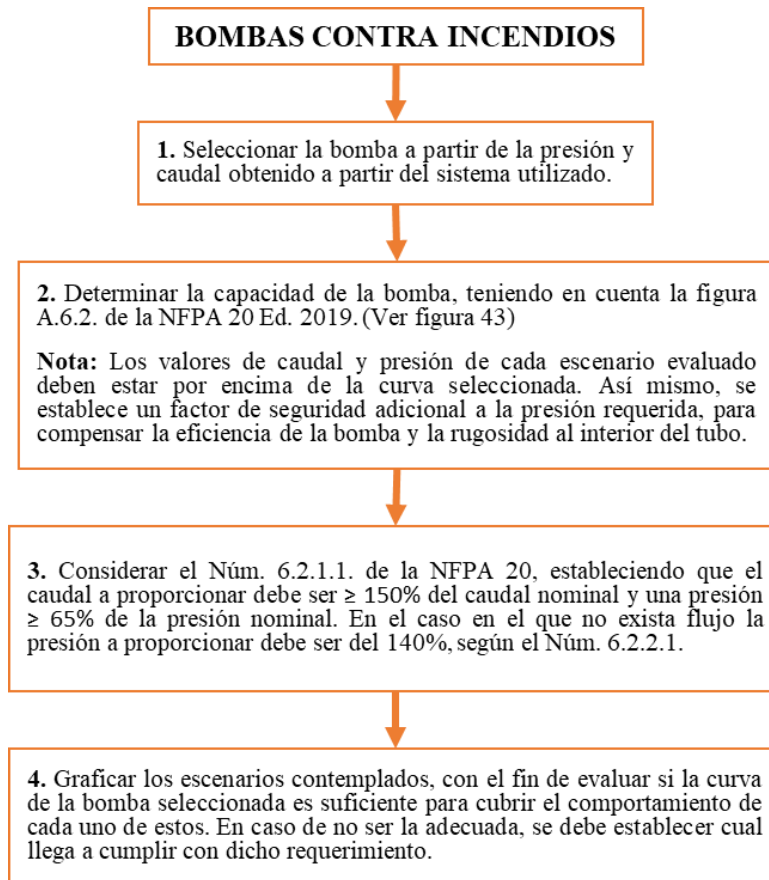 BOMBAS CONTRA INCENDIOS
1. Seleccionar la bomba a partir de la presión y
caudal obtenido a partir del sistema utilizado.
2. Determinar la capacidad de la bomba, teniendo en cuenta la figura
A.6.2. de la NFPA 20 Ed. 2019. (Ver figura 43)
Nota: Los valores de caudal y presión de cada escenario evaluado
deben estar por encima de la curva seleccionada. Así mismo, se
establece un factor de seguridad adicional a la presión requerida, para
compensar la eficiencia de la bomba y la rugosidad al interior del tubo.
3. Considerar el Núm. 6.2.1.1. de la NFPA 20, estableciendo que el
caudal a proporcionar debe ser ≥ 150% del caudal nominal y una presión
≥ 65% de la presión nominal. En el caso en el que no exista flujo la
presión a proporcionar debe ser del 140%, según el Núm. 6.2.2.1.
4. Graficar los escenarios contemplados, con el fin de evaluar si la curva
de la bomba seleccionada es suficiente para cubrir el comportamiento de
cada uno de estos. En caso de no ser la adecuada, se debe establecer cual
llega a cumplir con dicho requerimiento.